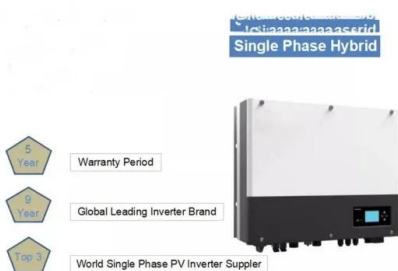 Single Phase Hybrid
5
Year
Warranty Period
9
Year
Global Leading Inverter Brand
Top 3
World Single Phase PV Inverter Suppler